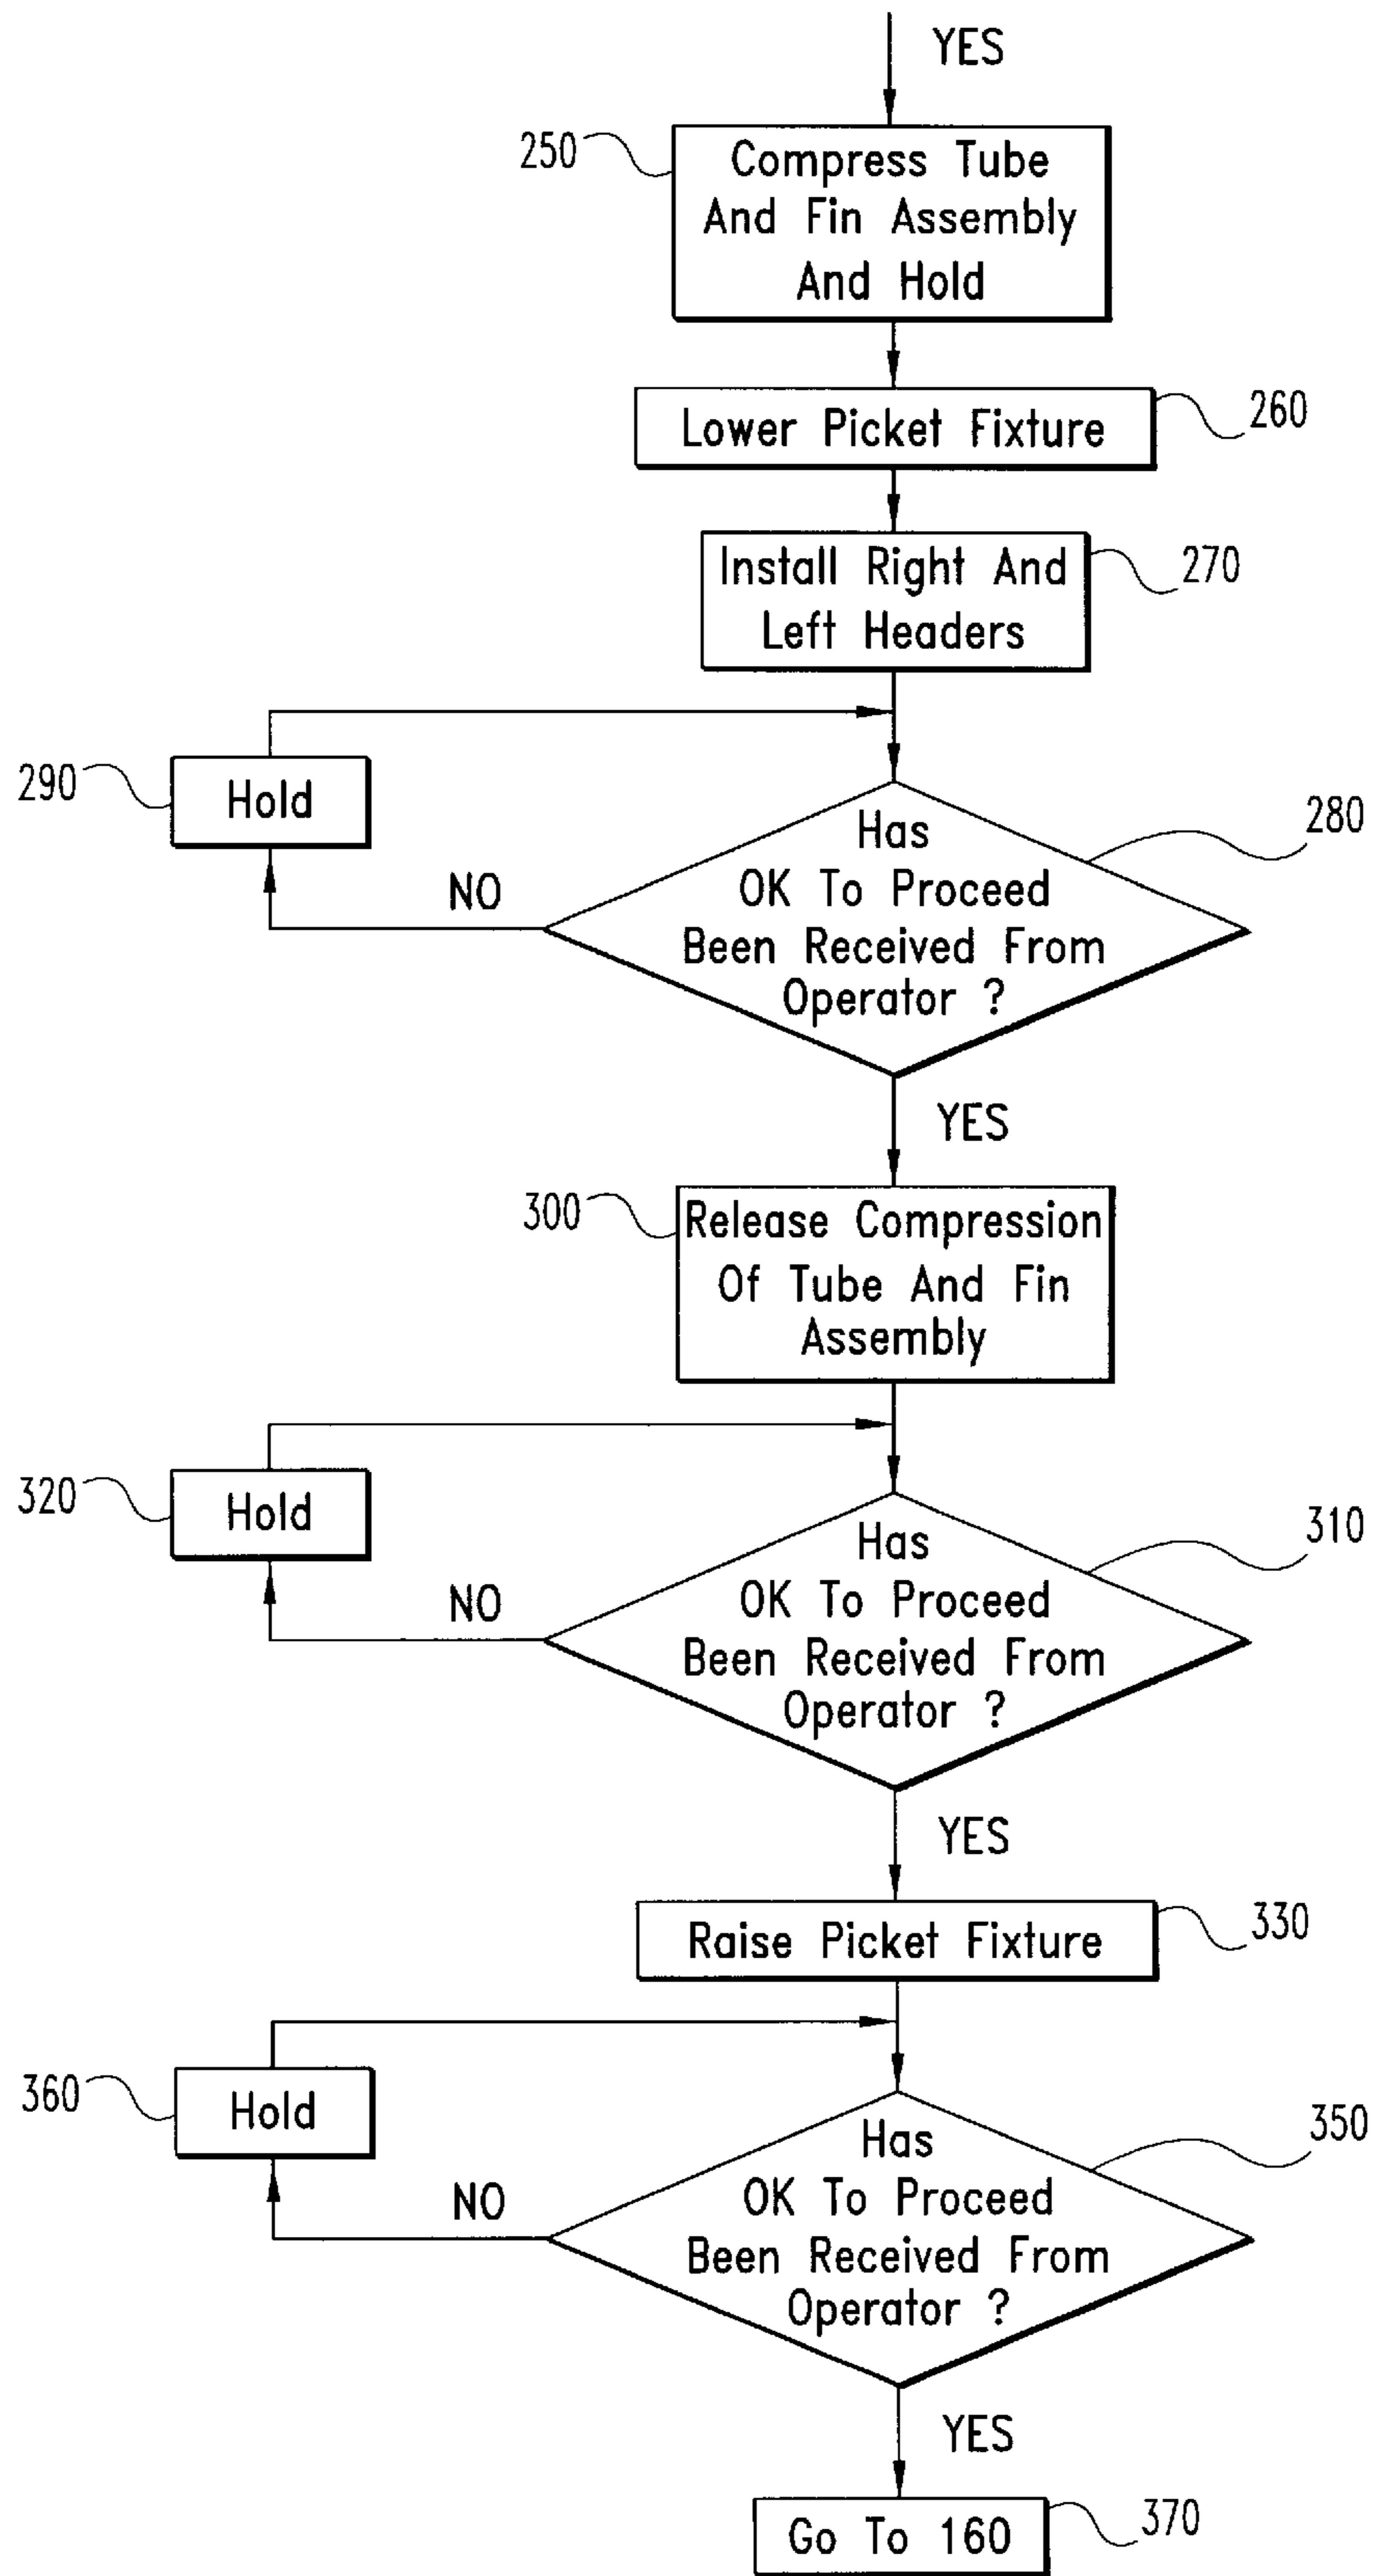 YES
250
Compress Tube
And Fin Assembly
And Hold
Lower Picket Fixture
260
Install Right And
Left Headers
270
290
Hold
NO
Has
OK To Proceed
Been Received From
Operator ?
280
YES
300
Release Compression
Of Tube And Fin
Assembly
320
Hold
NO
Has
OK To Proceed
Been Received From
Operator ?
310
YES
Raise Picket Fixture
330
360
Hold
NO
Has
OK To Proceed
Been Received From
Operator ?
350
YES
Go To 160
370